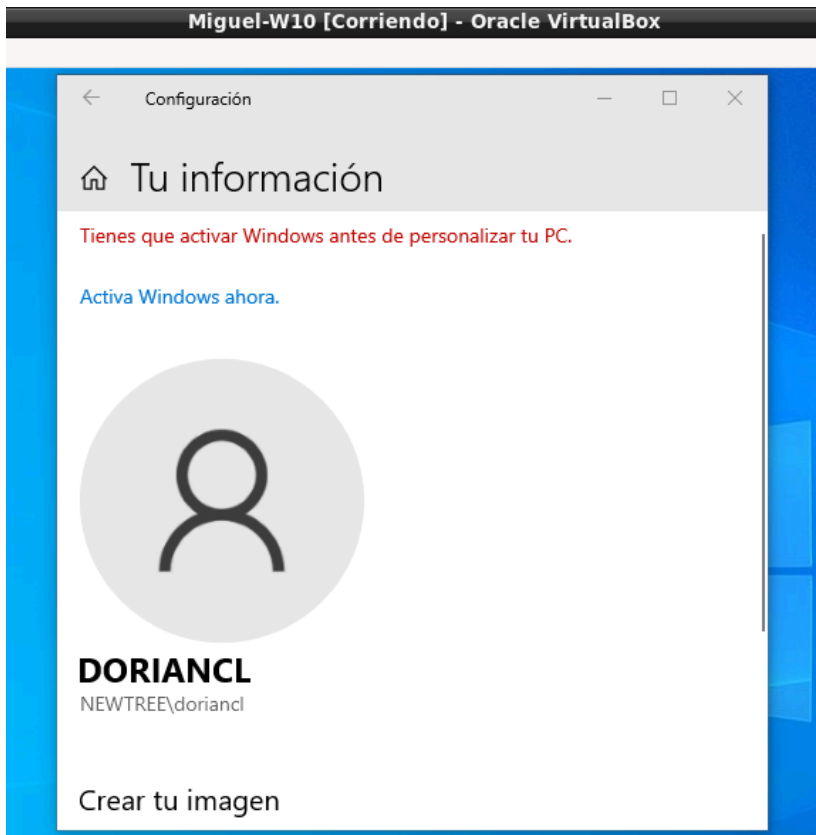 Miguel-W10 [Corriendo] - Oracle VirtualBox
Configuración
Tu información
Tienes que activar Windows antes de personalizar tu PC.
Activa Windows ahora.
DORIANCL
NEWTREE\doriancl
Crear tu imagen